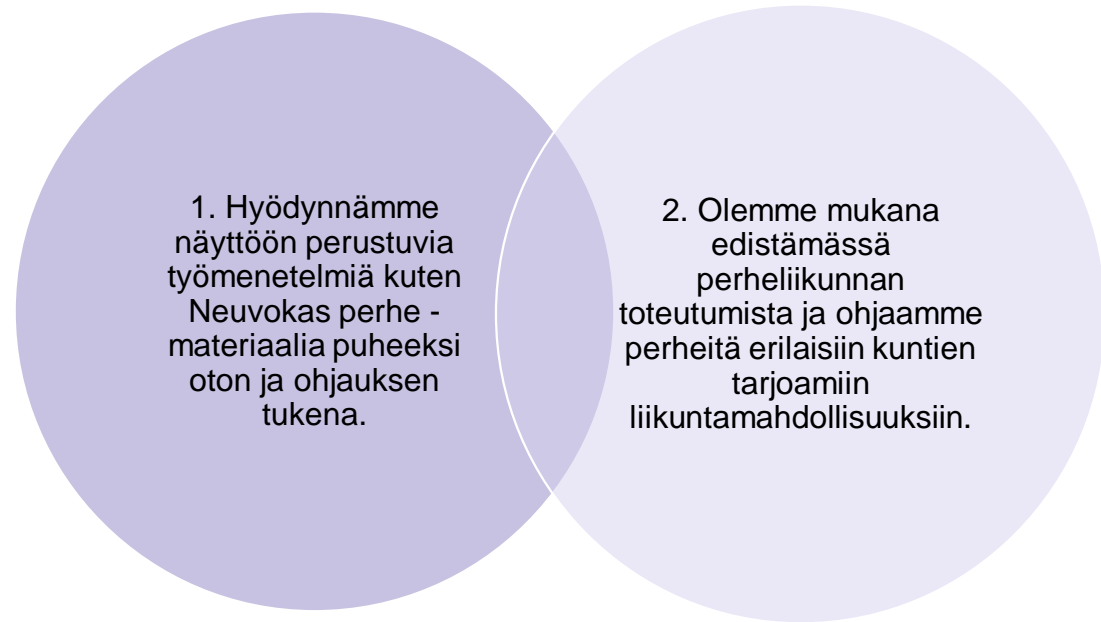 1. Hyödynnämme
näyttöön perustuvia
työmenetelmiä kuten
Neuvokas perhe -
materiaalia puheeksi
oton ja ohjauksen
tukena.
2. Olemme mukana
edistämässä
perheliikunnan
toteutumista ja ohjaamme
perheitä erilaisiin kuntien
tarjoamiin
liikuntamahdollisuuksiin.